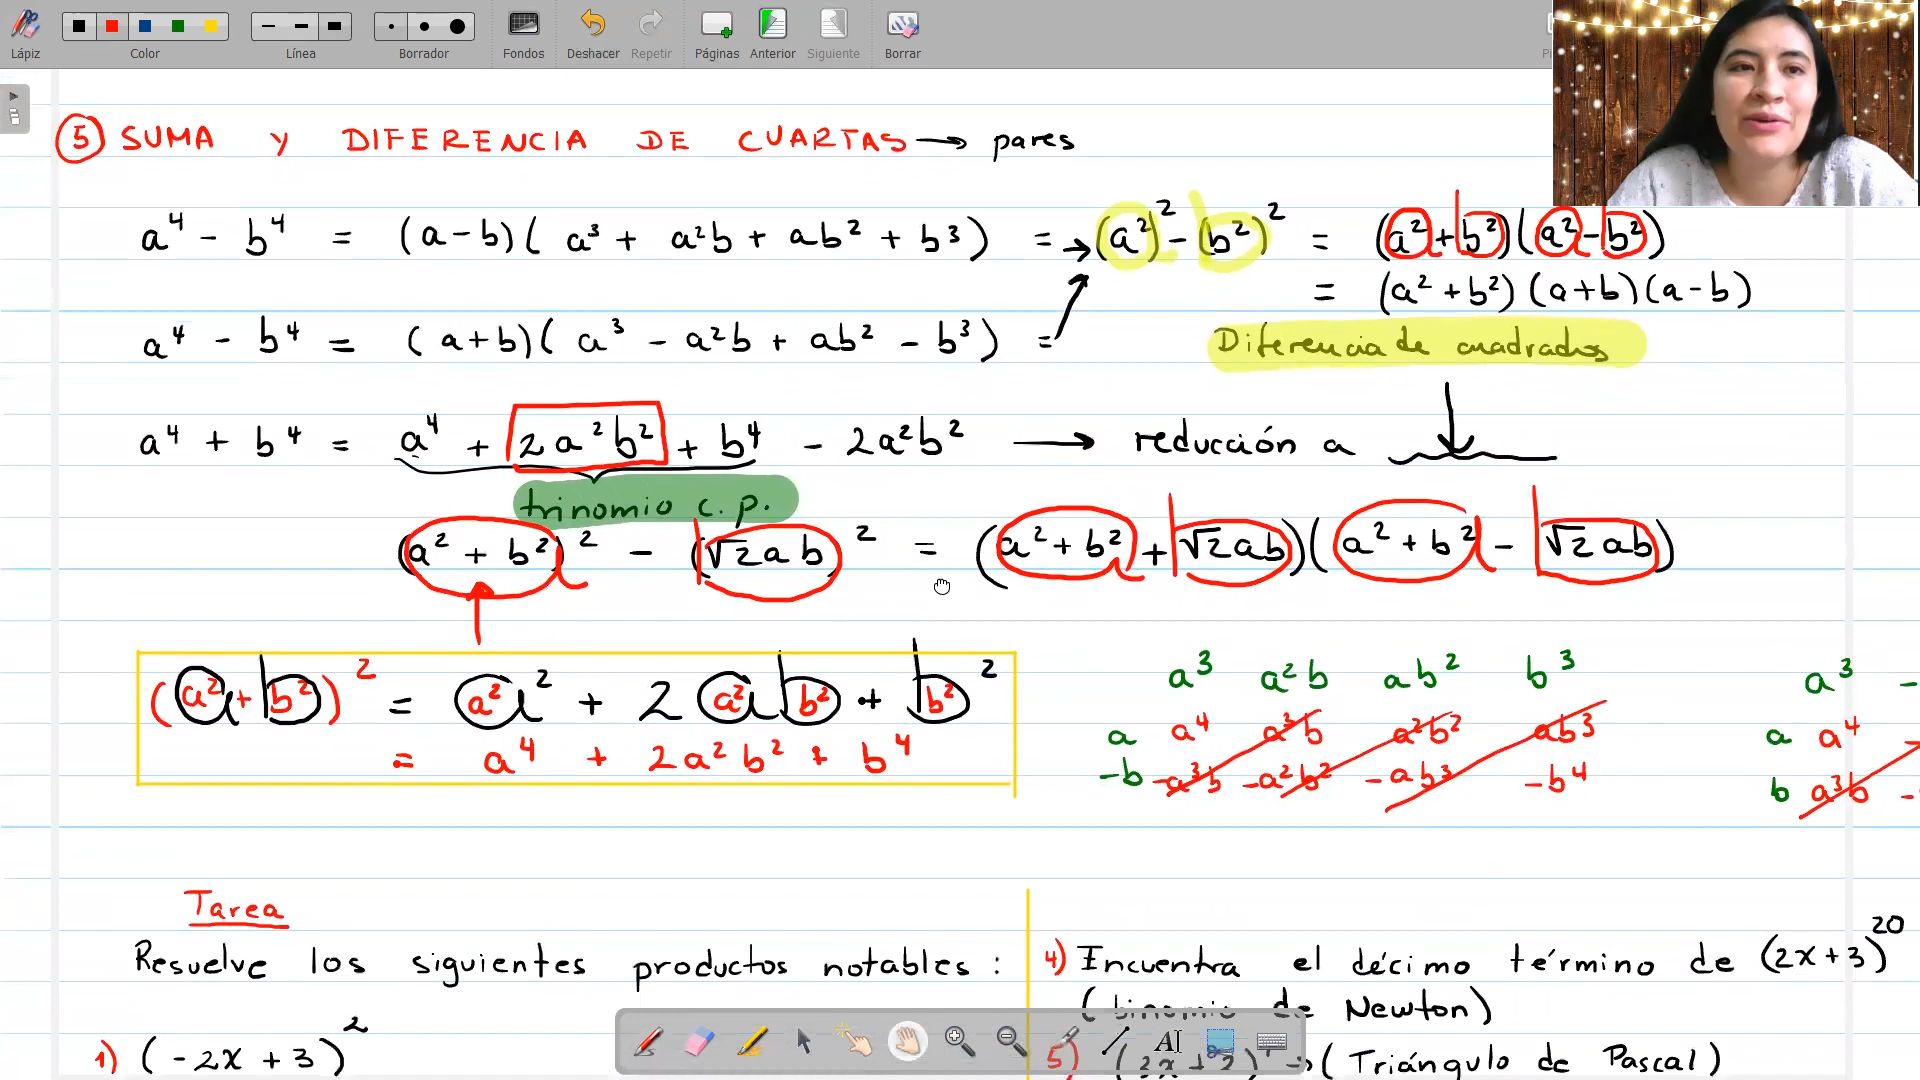 Lápiz Color Línea Borrador Fondos Deshacer Repetir Páginas Anterior Siguiente Borrar
5 SUMA Y DIFERENCIA DE CUARTAS → pares
a⁴ - b⁴ = (a-b)( a³ + a²b + ab² + b³ ) = → (a²)² - (b²)² = (a²+b²)(a²-b²)
= (a² + b²)(a+b)(a-b)
a⁴ - b⁴ = (a+b)( a³ - a²b + ab² - b³ ) =
Diferencia de cuadrados
a⁴ + b⁴ = a⁴ + 2a²b² + b⁴ - 2a²b² → reducción a
trinomio c.p.
(a² + b²)² - (√2ab)² = (a²+b²+√2ab)(a²+b²-√2ab)
(a²+b²)² = a²² + 2 a² b² + b²²
= a⁴ + 2a²b² + b⁴
a³ a²b ab² b³
a a⁴ a³b a²b² ab³
-b -a³b -a²b² -ab³ -b⁴
a³ -
a a⁴
b a³b -
Tarea
Resuelve los siguientes productos notables :
1) (-2x + 3)²
4) Encuentra el décimo término de (2x+3)²⁰
(binomio de Newton)
5) → (Triángulo de Pascal)